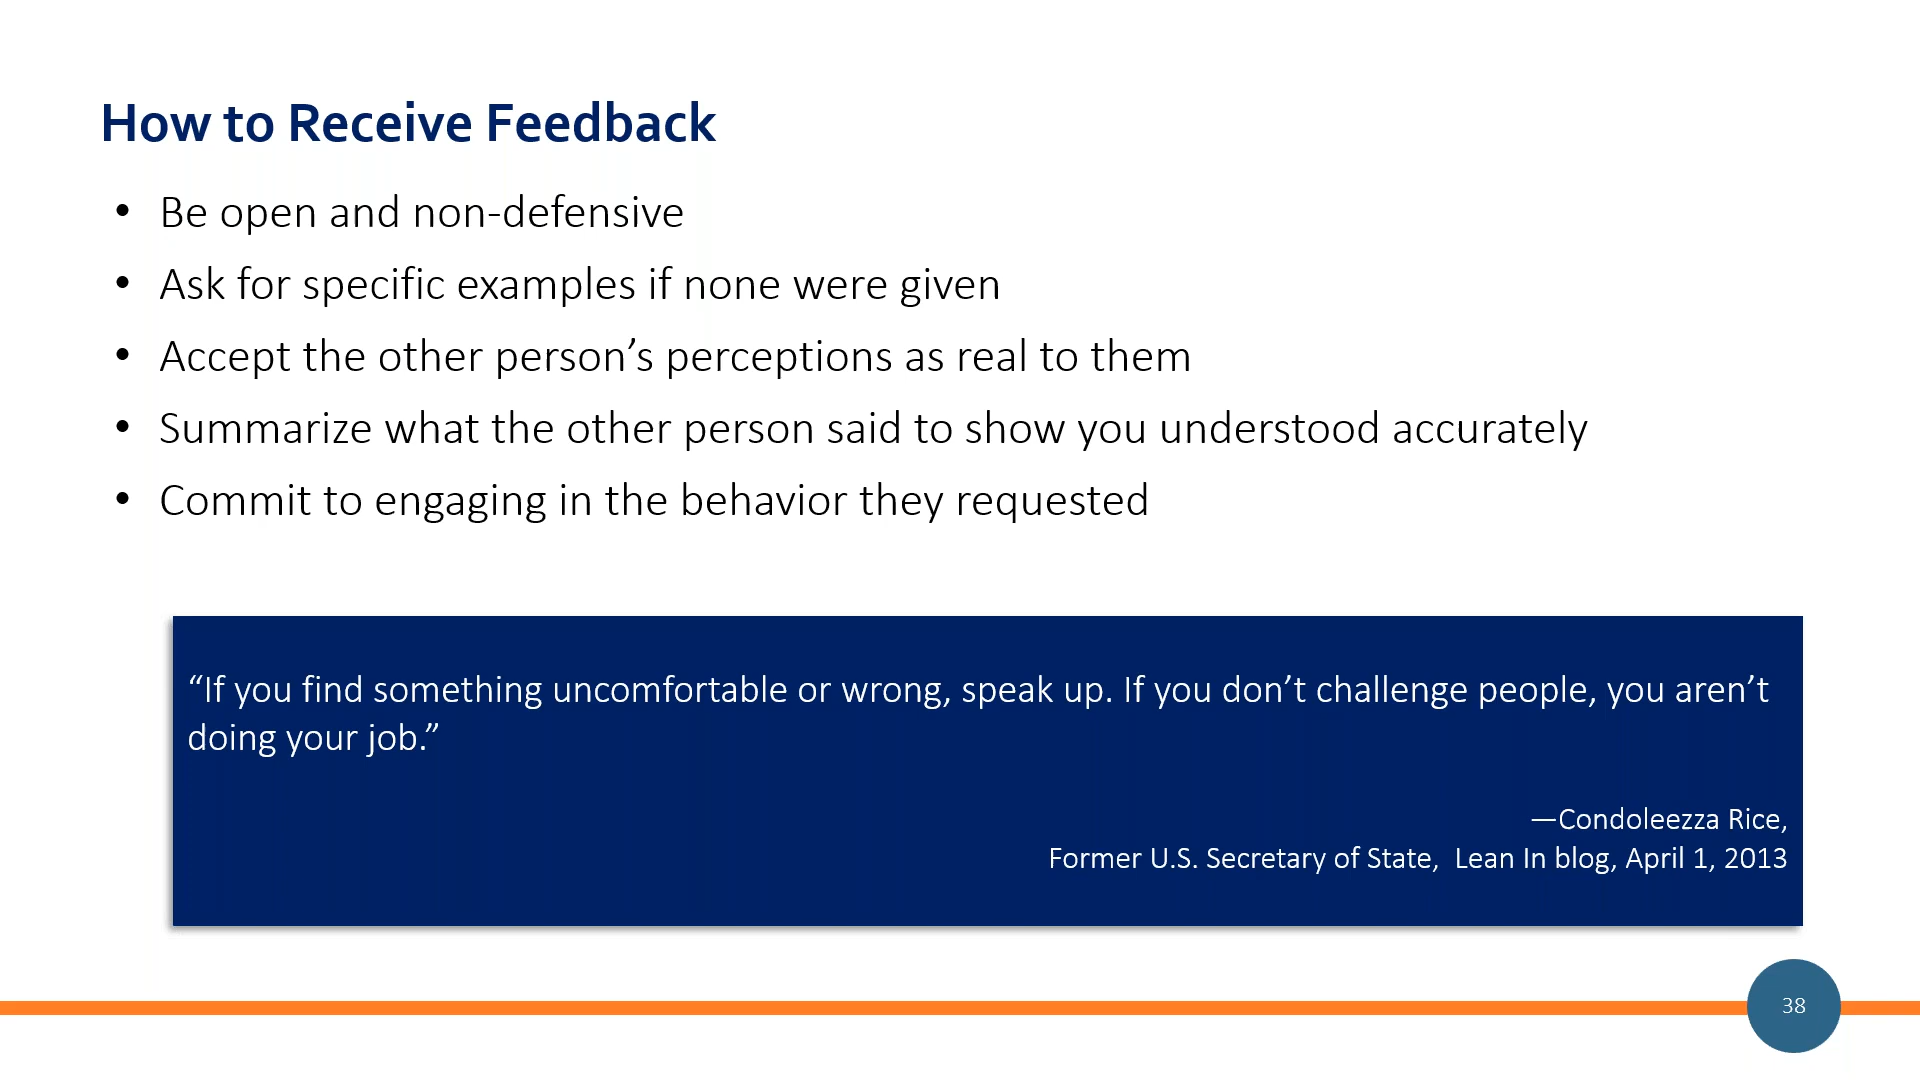 How to Receive Feedback
• Be open and non-defensive
• Ask for specific examples if none were given
• Accept the other person’s perceptions as real to them
• Summarize what the other person said to show you understood accurately
• Commit to engaging in the behavior they requested
“If you find something uncomfortable or wrong, speak up. If you don’t challenge people, you aren’t
doing your job.”
—Condoleezza Rice,
Former U.S. Secretary of State,  Lean In blog, April 1, 2013
38